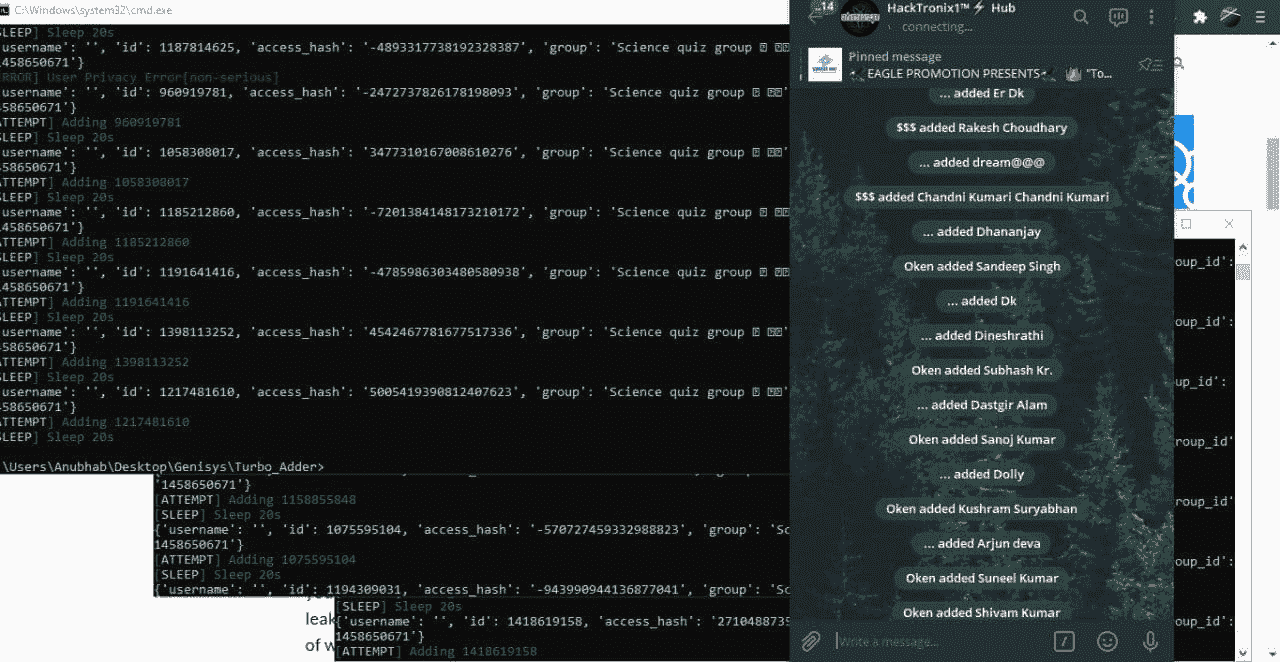 C:\Windows\system32\cmd.exe
SLEEP] Sleep 20s
'username': '', 'id': 1187814625, 'access_hash': '-4893317738192328387', 'group': 'Science quiz group
1458650671'}
ERROR] User Privacy Error[non-serious]
'username': '', 'id': 960919781, 'access_hash': '-2472737826178198093', 'group': 'Science quiz group
1458650671'}
ATTEMPT] Adding 960919781
SLEEP] Sleep 20s
'username': '', 'id': 1058308017, 'access_hash': '3477310167008610276', 'group': 'Science quiz group
1458650671'}
ATTEMPT] Adding 1058308017
SLEEP] Sleep 20s
'username': '', 'id': 1185212860, 'access_hash': '-7201384148173210172', 'group': 'Science quiz group
1458650671'}
ATTEMPT] Adding 1185212860
SLEEP] Sleep 20s
'username': '', 'id': 1191641416, 'access_hash': '-4785986303480580938', 'group': 'Science quiz group
1458650671'}
ATTEMPT] Adding 1191641416
SLEEP] Sleep 20s
'username': '', 'id': 1398113252, 'access_hash': '4542467781677517336', 'group': 'Science quiz group
1458650671'}
ATTEMPT] Adding 1398113252
SLEEP] Sleep 20s
'username': '', 'id': 1217481610, 'access_hash': '5005419390812407623', 'group': 'Science quiz group
1458650671'}
ATTEMPT] Adding 1217481610
SLEEP] Sleep 20s
\Users\Anubhab\Desktop\Genisys\Turbo_Adder>
'1458650671'}
[ATTEMPT] Adding 1158855848
[SLEEP] Sleep 20s
{'username': '', 'id': 1075595104, 'access_hash': '-570727459332988823', 'group': 'Sc
1458650671'}
[ATTEMPT] Adding 1075595104
[SLEEP] Sleep 20s
{'username': '', 'id': 1194309031, 'access_hash': '-943990944136877041', 'group': 'Sc
[SLEEP] Sleep 20s
{'username': '', 'id': 1418619158, 'access_hash': '2710488735
1458650671'}
[ATTEMPT] Adding 1418619158
leak
of w
14
HackTronix1™⚡ Hub
connecting...
Pinned message
EAGLE PROMOTION PRESENTS "To...
... added Er Dk
$$$ added Rakesh Choudhary
... added dream@@@
$$$ added Chandni Kumari Chandni Kumari
... added Dhananjay
Oken added Sandeep Singh
... added Dk
... added Dineshrathi
Oken added Subhash Kr.
... added Dastgir Alam
Oken added Sanoj Kumar
... added Dolly
Oken added Kushram Suryabhan
... added Arjun deva
Oken added Suneel Kumar
Oken added Shivam Kumar
Write a message...
oup_id':
roup_id':
up_id':
roup_id'
oup_id'
roup_id':
roup_id':